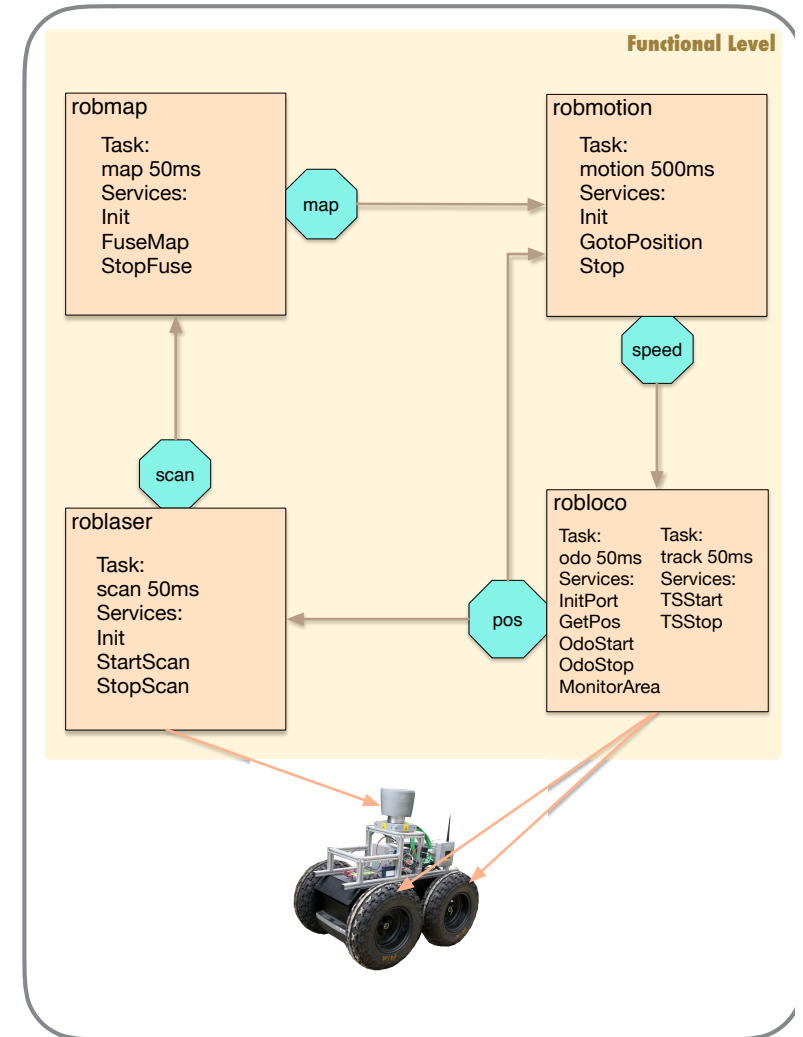 Functional Level
robmap
Task:
map 50ms
Services:
Init
FuseMap
StopFuse
map
robmotion
Task:
motion 500ms
Services:
Init
GotoPosition
Stop
speed
scan
roblaser
Task:
scan 50ms
Services:
Init
StartScan
StopScan
pos
robloco
Task:
odo 50ms
Services:
InitPort
GetPos
OdoStart
OdoStop
MonitorArea
Task:
track 50ms
Services:
TSStart
TSStop